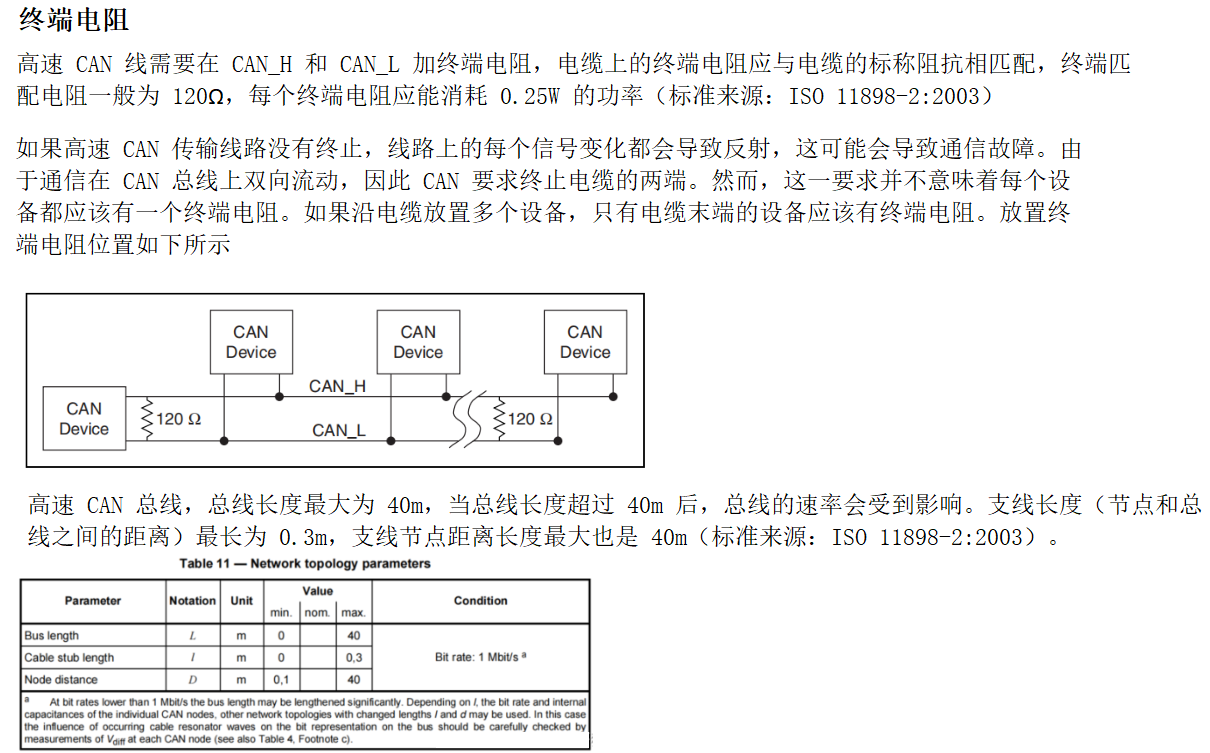 终端电阻
高速 CAN 线需要在 CAN_H 和 CAN_L 加终端电阻，电缆上的终端电阻应与电缆的标称阻抗相匹配，终端匹
配电阻一般为 120Ω，每个终端电阻应能消耗 0.25W 的功率（标准来源：ISO 11898-2:2003）
如果高速 CAN 传输线路没有终止，线路上的每个信号变化都会导致反射，这可能会导致通信故障。由
于通信在 CAN 总线上双向流动，因此 CAN 要求终止电缆的两端。然而，这一要求并不意味着每个设
备都应该有一个终端电阻。如果沿电缆放置多个设备，只有电缆末端的设备应该有终端电阻。放置终
端电阻位置如下所示
CAN
Device
CAN
Device
CAN
Device
CAN_H
CAN
Device
120 Ω
120 Ω
CAN_L
高速 CAN 总线，总线长度最大为 40m，当总线长度超过 40m 后，总线的速率会受到影响。支线长度（节点和总
线之间的距离）最长为 0.3m，支线节点距离长度最大也是 40m（标准来源：ISO 11898-2:2003）。
Table 11 — Network topology parameters
Parameter Notation Unit Value Condition
min. nom. max.
Bus length L m 0 40
Cable stub length l m 0 0,3 Bit rate: 1 Mbit/s a
Node distance D m 0,1 40
a At bit rates lower than 1 Mbit/s the bus length may be lengthened significantly. Depending on l, the bit rate and internal
capacitances of the individual CAN nodes, other network topologies with changed lengths l and d may be used. In this case
the influence of occurring cable resonator waves on the bit representation on the bus should be carefully checked by
measurements of Vdiff at each CAN node (see also Table 4, Footnote c).